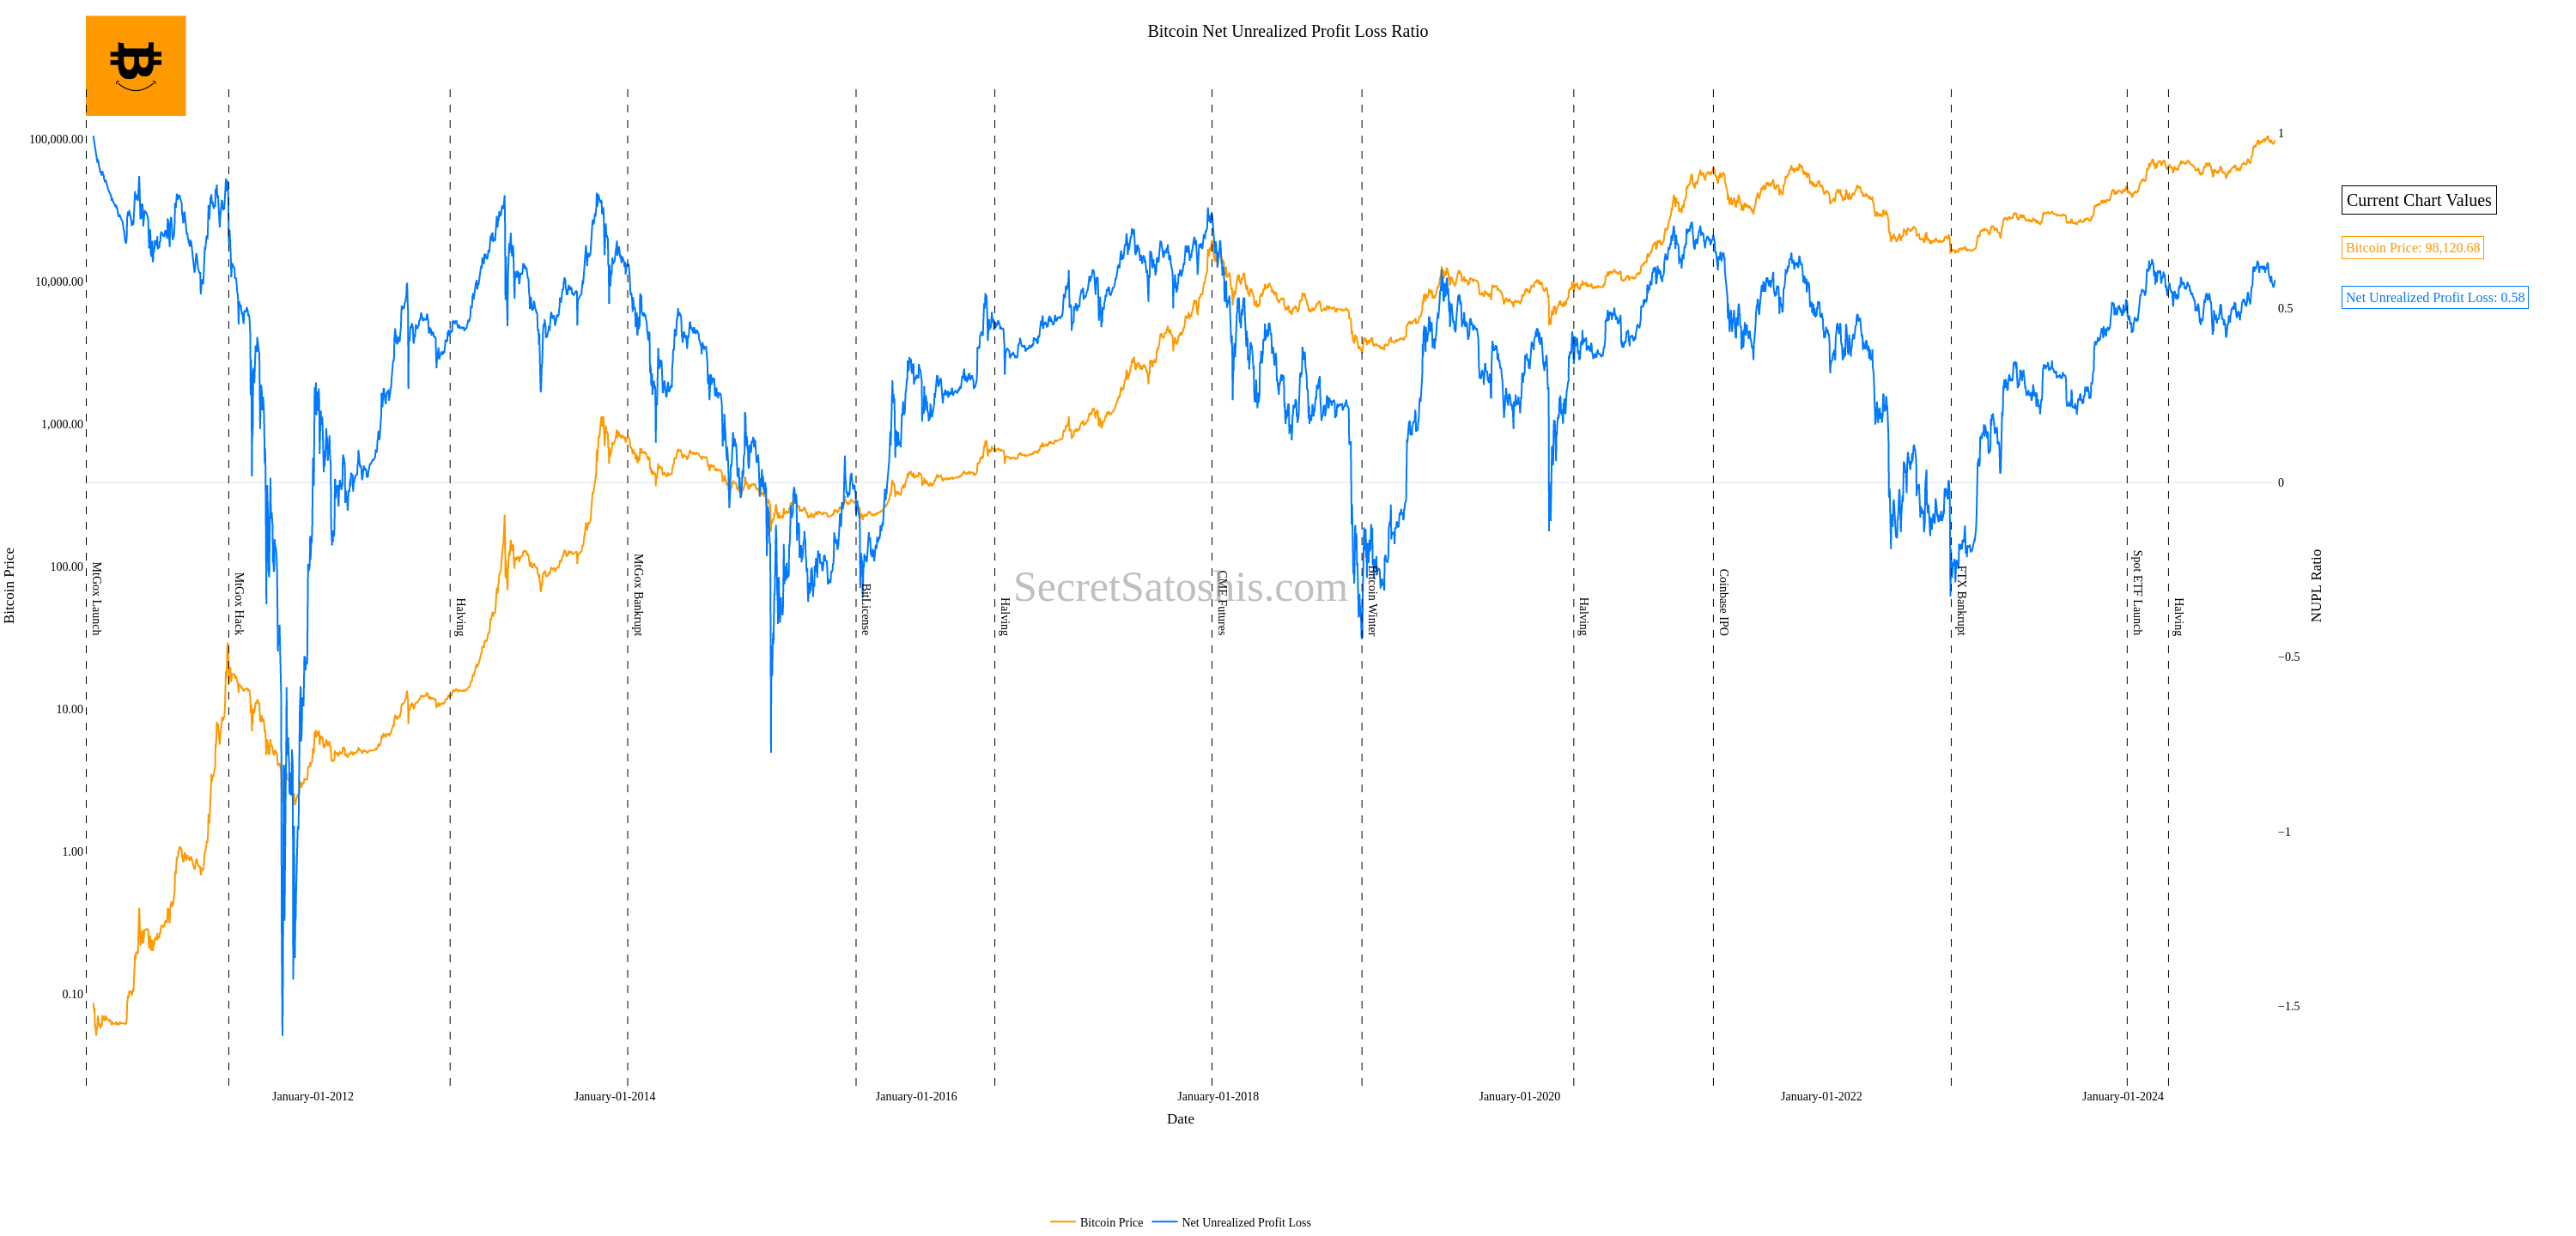 Bitcoin Net Unrealized Profit Loss Ratio
100,000.00
10,000.00
1,000.00
100.00
10.00
1.00
0.10
Bitcoin Price
1
0.5
0
−0.5
−1
−1.5
NUPL Ratio
Current Chart Values
Bitcoin Price: 98,120.68
Net Unrealized Profit Loss: 0.58
MtGox Launch
MtGox Hack
Halving
MtGox Bankrupt
BitLicense
Halving
CME Futures
Bitcoin Winter
Halving
Coinbase IPO
FTX Bankrupt
Spot ETF Launch
Halving
SecretSatoshis.com
January-01-2012
January-01-2014
January-01-2016
January-01-2018
January-01-2020
January-01-2022
January-01-2024
Date
Bitcoin Price
Net Unrealized Profit Loss